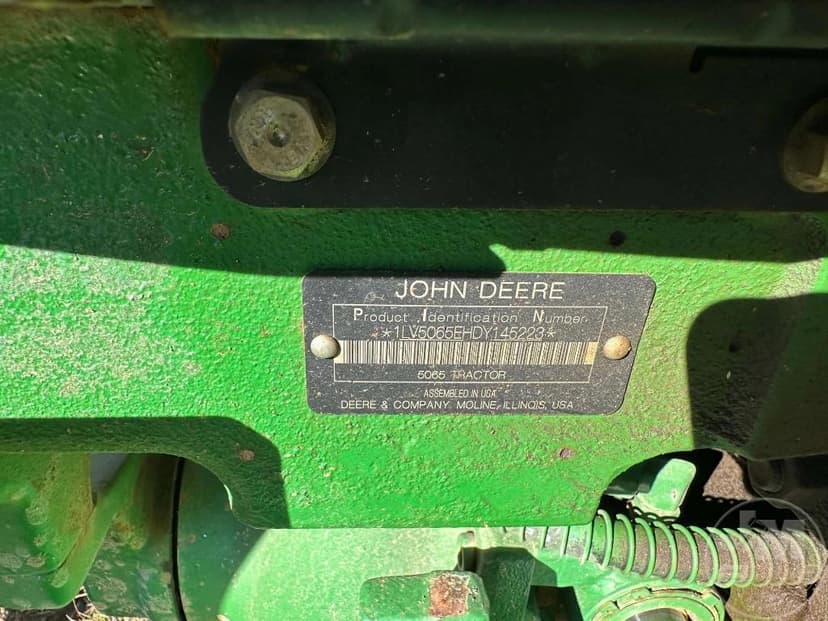 JOHN DEERE
Product Identification Number
*1LV5065EHDY145223*
5065 TRACTOR
ASSEMBLED IN USA
DEERE & COMPANY MOLINE, ILLINOIS, USA